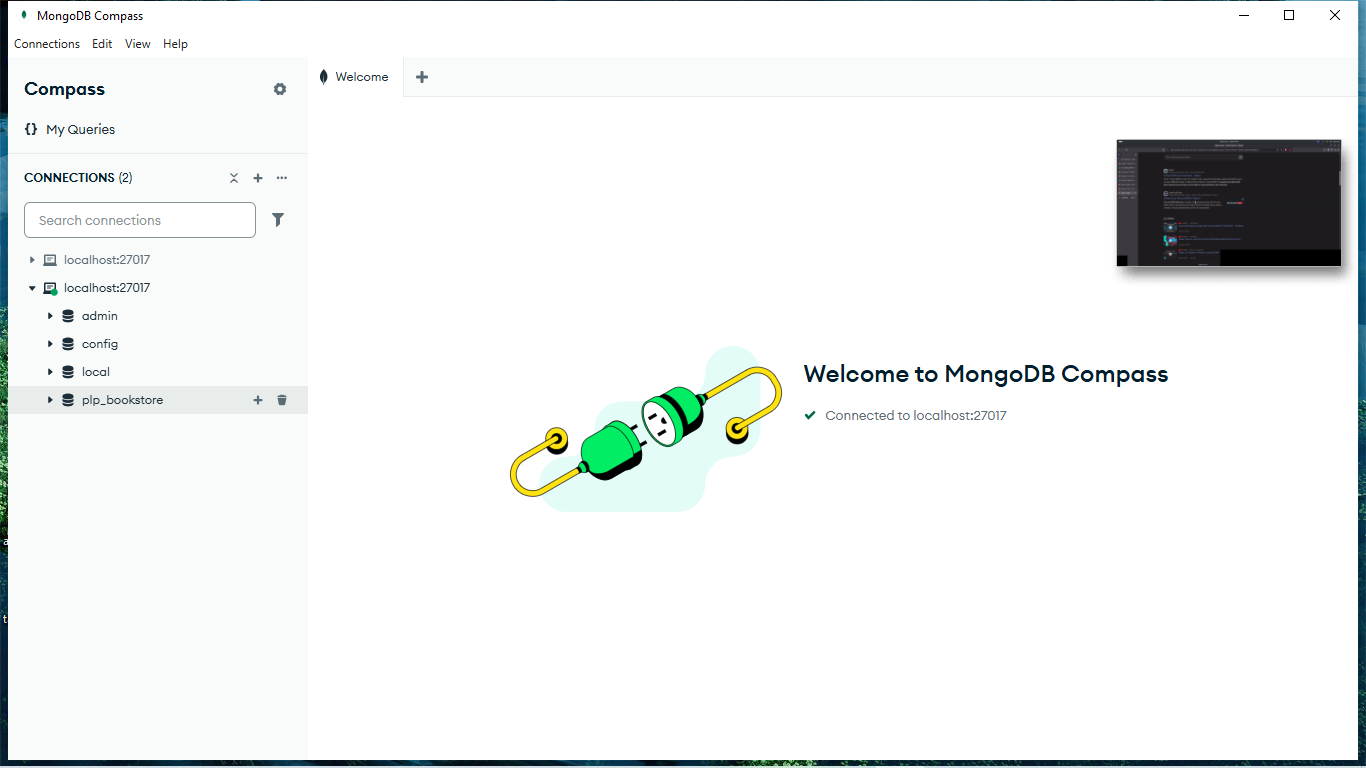 MongoDB Compass
Connections Edit View Help
Compass
Welcome
{} My Queries
CONNECTIONS (2)
Search connections
localhost:27017
localhost:27017
admin
config
local
plp_bookstore
Welcome to MongoDB Compass
Connected to localhost:27017